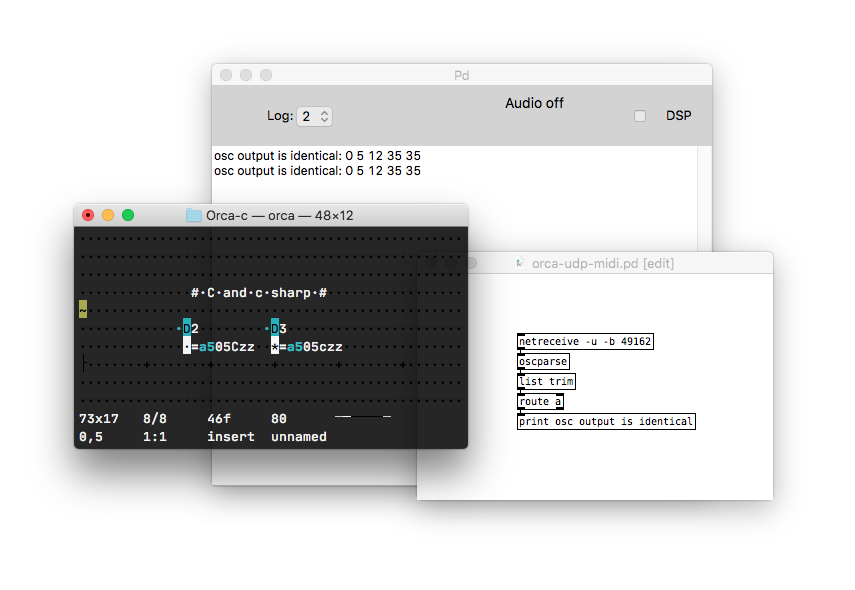 Pd
Audio off
Log: 2
DSP
osc output is identical: 0 5 12 35 35
osc output is identical: 0 5 12 35 35
Orca-c — orca — 48×12
#·C·and·c·sharp·#
~
D2 D3
=a505Czz *=a505czz
73x17 8/8 46f 80
0,5 1:1 insert unnamed
orca-udp-midi.pd [edit]
netreceive -u -b 49162
oscparse
list trim
route a
print osc output is identical